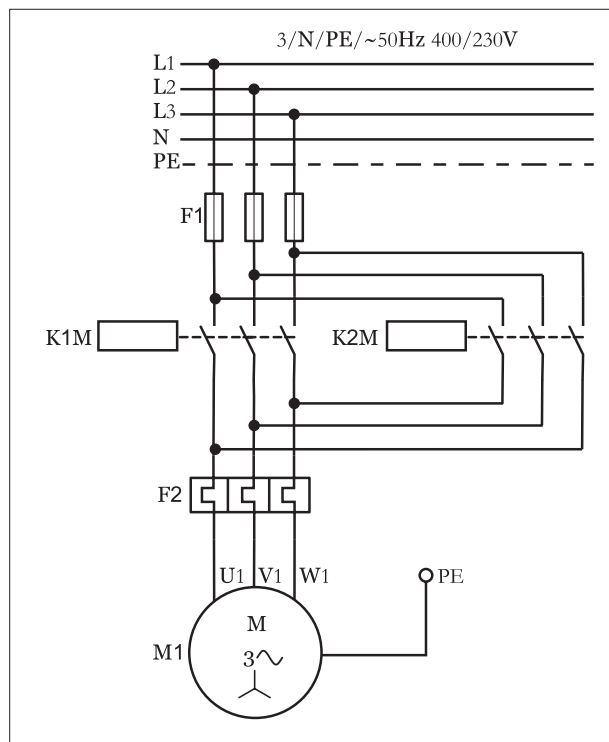 3/N/PE/~50Hz 400/230V
L1
L2
L3
N
PE
F1
K1M
K2M
F2
U1 V1 W1
PE
M
M1
3